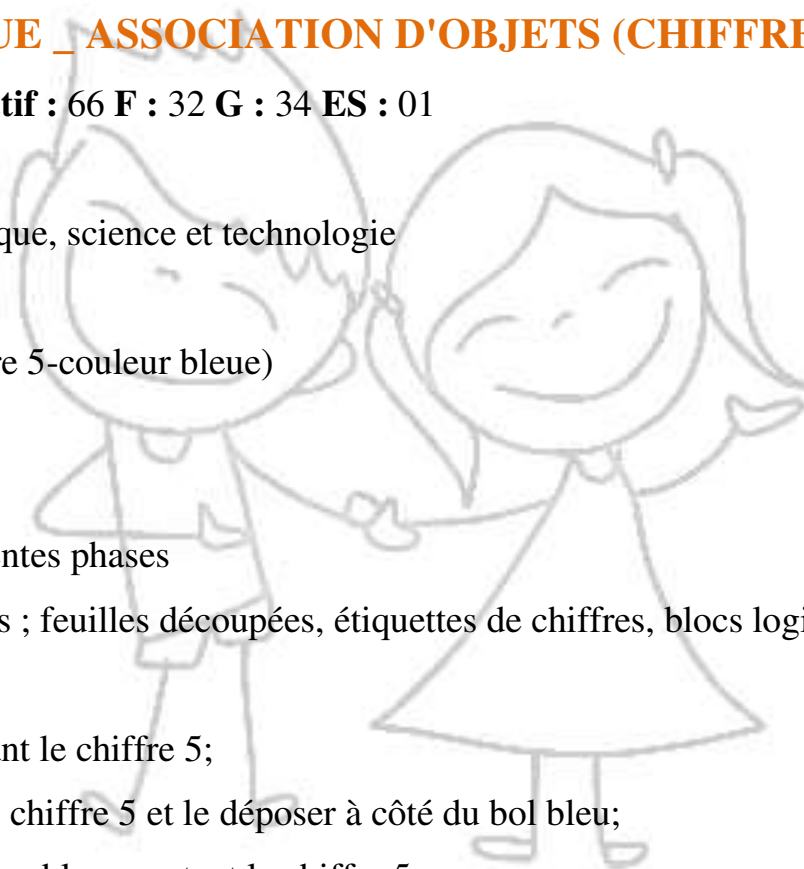 UE _ ASSOCIATION D'OBJETS (CHIFFRE
tif : 66 F : 32 G : 34 ES : 01
que, science et technologie
re 5-couleur bleue)
entes phases
s ; feuilles découpées, étiquettes de chiffres, blocs logi
nt le chiffre 5;
chiffre 5 et le déposer à côté du bol bleu;